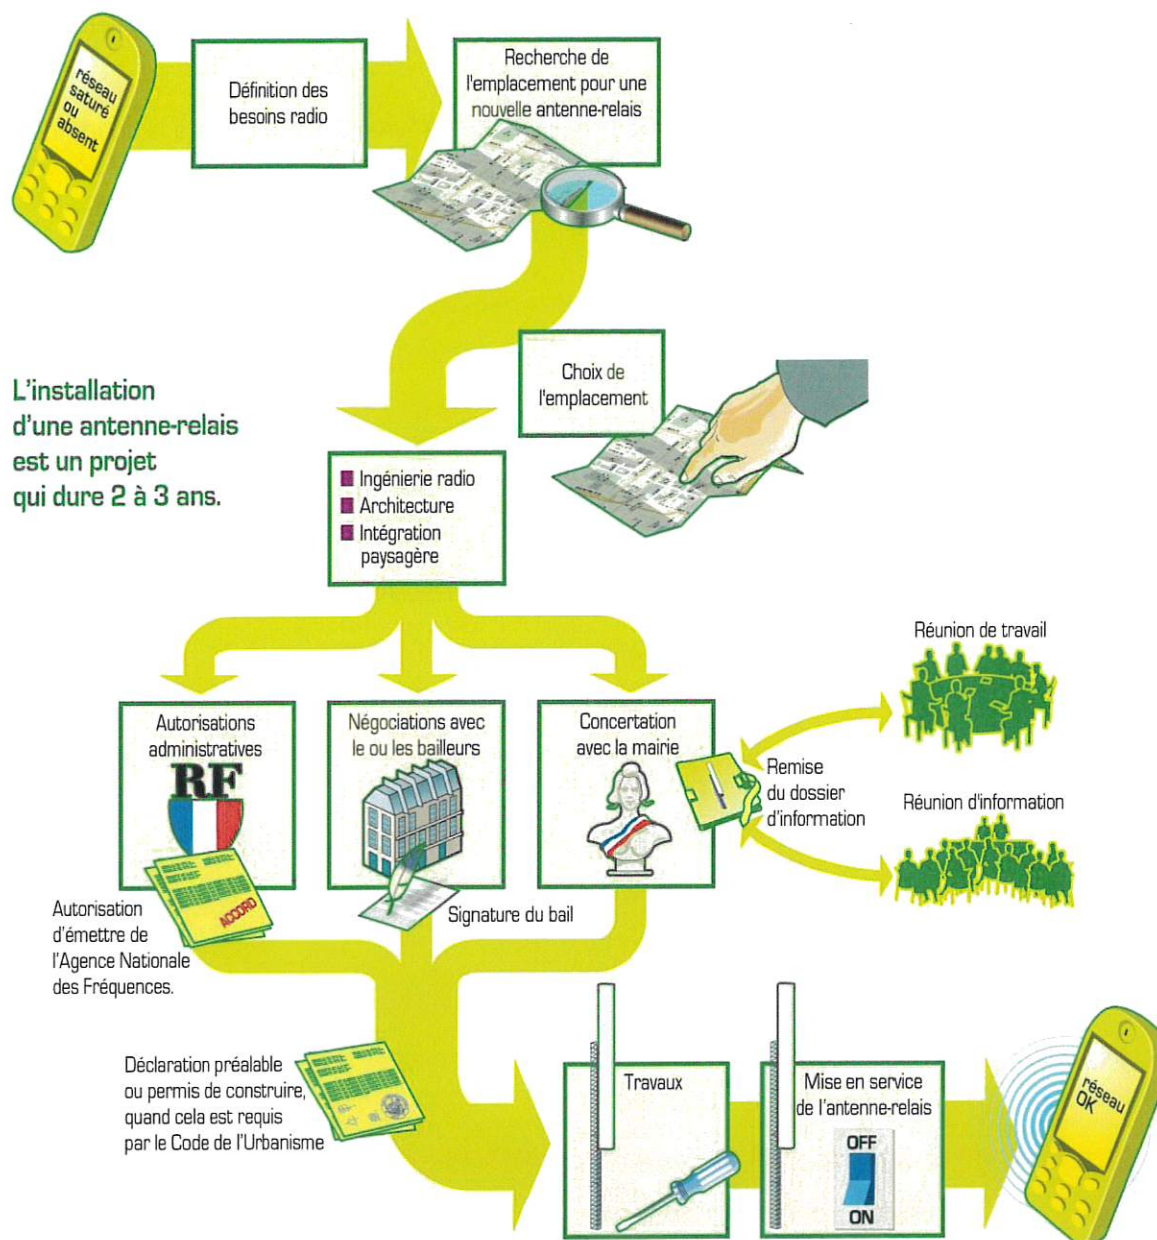 réseau
saturé
ou
absent
Définition des
besoins radio
Recherche de
l'emplacement pour une
nouvelle antenne-relais
Choix de
l'emplacement
L'installation
d'une antenne-relais
est un projet
qui dure 2 à 3 ans.
Ingénierie radio
Architecture
Intégration
paysagère
Autorisations
administratives
RF
ACCORD
Autorisation
d'émettre de
l'Agence Nationale
des Fréquences.
Négociations avec
le ou les bailleurs
Signature du bail
Concertation
avec la mairie
Remise
du dossier
d'information
Réunion de travail
Réunion d'information
Déclaration préalable
ou permis de construire,
quand cela est requis
par le Code de l'Urbanisme
Travaux
Mise en service
de l'antenne-relais
OFF
ON
réseau
OK